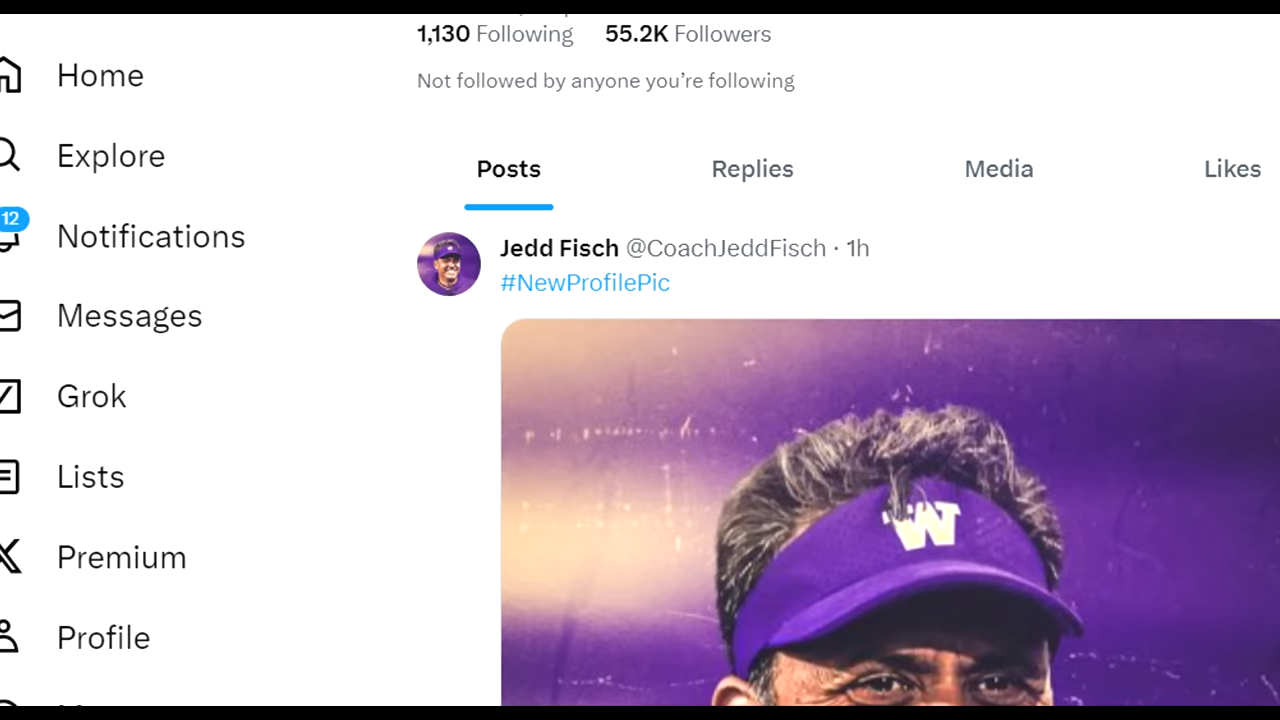 1,130 Following 55.2K Followers
Not followed by anyone you’re following
Home
Explore
12
Notifications
Messages
Grok
Lists
Premium
Profile
Posts Replies Media Likes
Jedd Fisch @CoachJeddFisch · 1h
#NewProfilePic
W